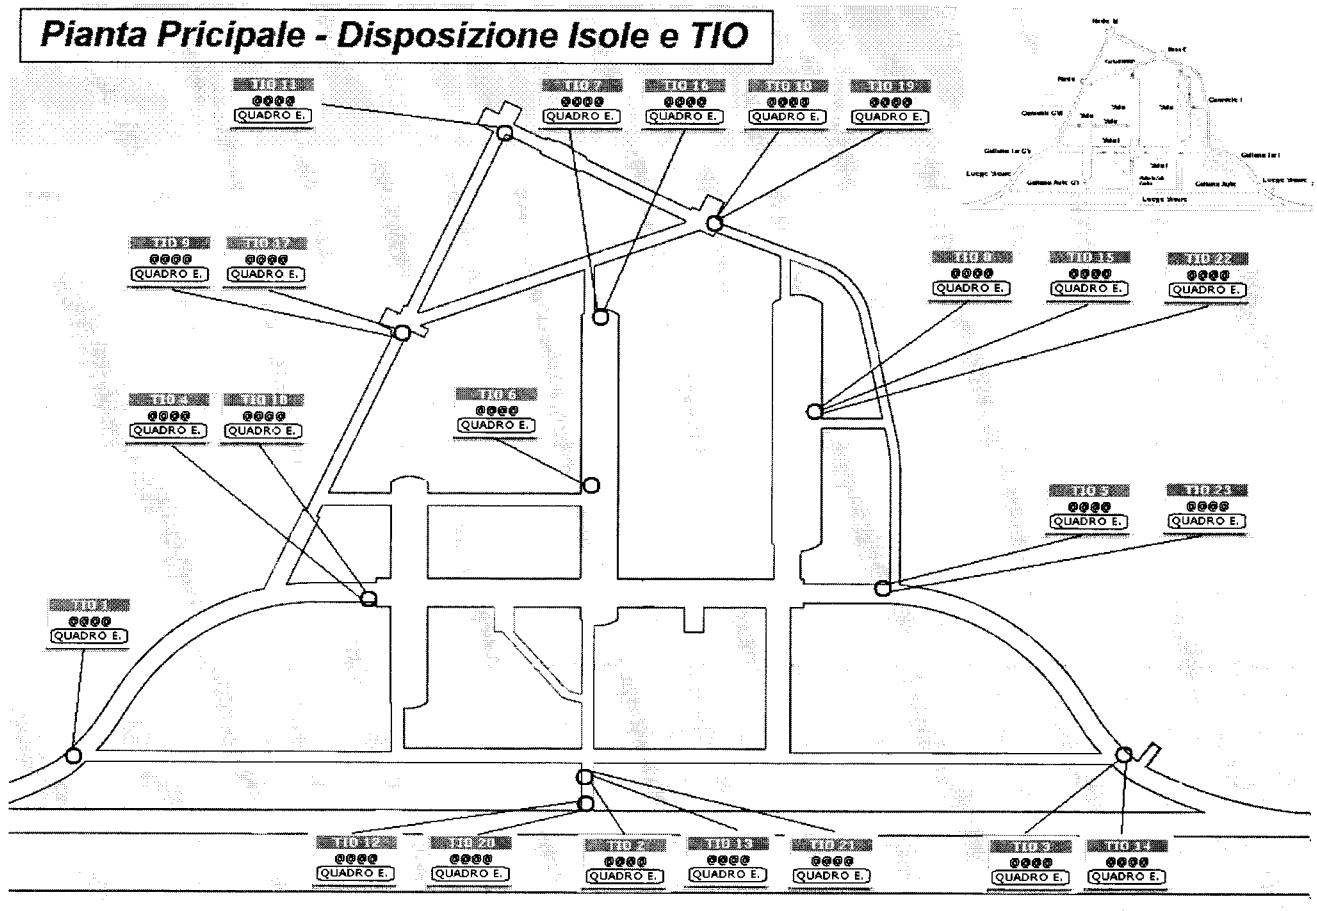 Pianta Pricipale - Disposizione Isole e TIO
TIO 11
@@@@
QUADRO E.
TIO 7
@@@@
QUADRO E.
TIO 16
@@@@
QUADRO E.
TIO 10
@@@@
QUADRO E.
TIO 19
@@@@
QUADRO E.
TIO 9
@@@@
QUADRO E.
TIO 17
@@@@
QUADRO E.
TIO 8
@@@@
QUADRO E.
TIO 15
@@@@
QUADRO E.
TIO 22
@@@@
QUADRO E.
TIO 4
@@@@
QUADRO E.
TIO 18
@@@@
QUADRO E.
TIO 6
@@@@
QUADRO E.
TIO 5
@@@@
QUADRO E.
TIO 23
@@@@
QUADRO E.
TIO 1
@@@@
QUADRO E.
TIO 12
@@@@
QUADRO E.
TIO 20
@@@@
QUADRO E.
TIO 2
@@@@
QUADRO E.
TIO 13
@@@@
QUADRO E.
TIO 21
@@@@
QUADRO E.
TIO 3
@@@@
QUADRO E.
TIO 14
@@@@
QUADRO E.